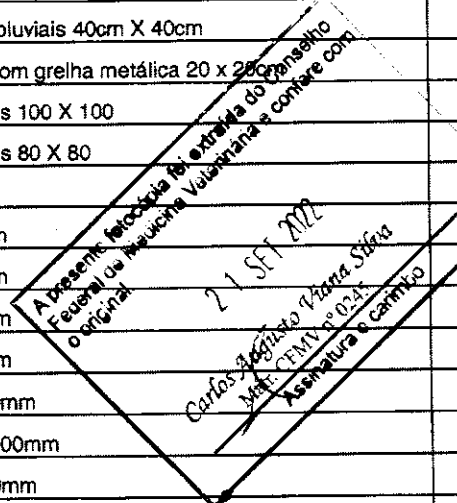 pluviais 40cm X 40cm
om grelha metálica 20 x 20cm
s 100 X 100
s 80 X 80
m
m
m
m
mm
00mm
0mm
A presente fotocópia foi extraída do Conselho
Federal de Medicina Veterinária e confere com
o original
21 SET 2022
Carlos Augusto Viana Silva
Matr. CFMV nº 0245
Assinatura e carimbo